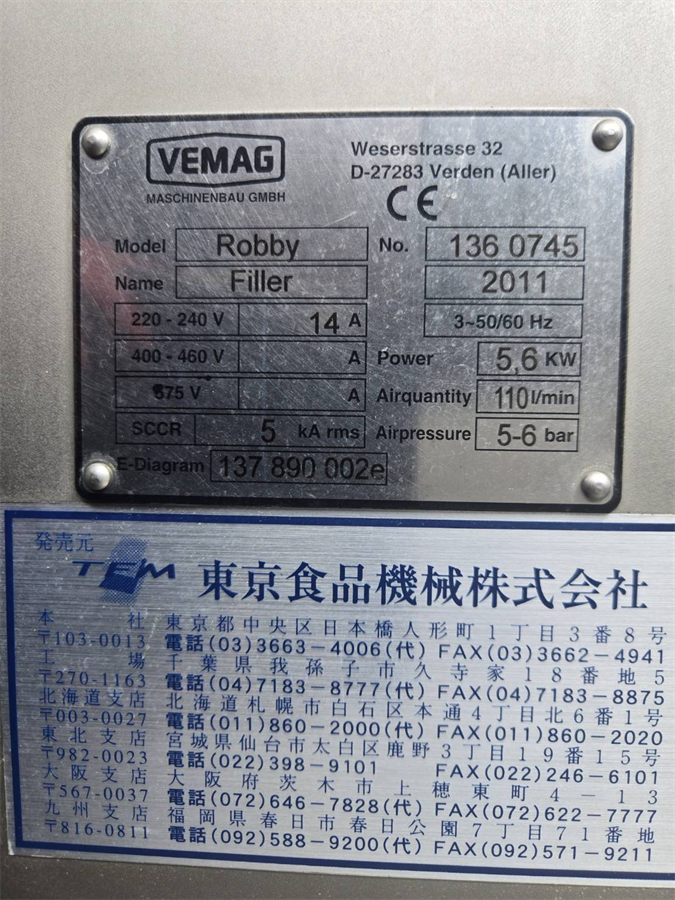 VEMAG
MASCHINENBAU GMBH
Weserstrasse 32
D-27283 Verden (Aller)
CE
Model Robby No. 136 0745
Name Filler 2011
220 - 240 V 14 A 3~50/60 Hz
400 - 460 V A Power 5,6 KW
575 V A Airquantity 110 l/min
SCCR 5 kA rms Airpressure 5-6 bar
E-Diagram 137 890 002e
発売元
TEM 東京食品機械株式会社
本社 東京都中央区日本橋人形町1丁目3番8号
〒103-0013 電話(03)3663-4006(代) FAX(03)3662-4941
工場 千葉県我孫子市久寺家18番地5
〒270-1163 電話(04)7183-8777(代) FAX(04)7183-8875
北海道支店 北海道札幌市白石区本通4丁目北6番1号
〒003-0027 電話(011)860-2000(代) FAX(011)860-2020
東北支店 宮城県仙台市太白区鹿野3丁目19番15号
〒982-0023 電話(022)398-9101 FAX(022)246-6101
大阪支店 大阪府茨木市上穂東町4-13
〒567-0037 電話(072)646-7828(代) FAX(072)622-7777
九州支店 福岡県春日市春日公園7丁目71番地
〒816-0811 電話(092)588-9200(代) FAX(092)571-9211